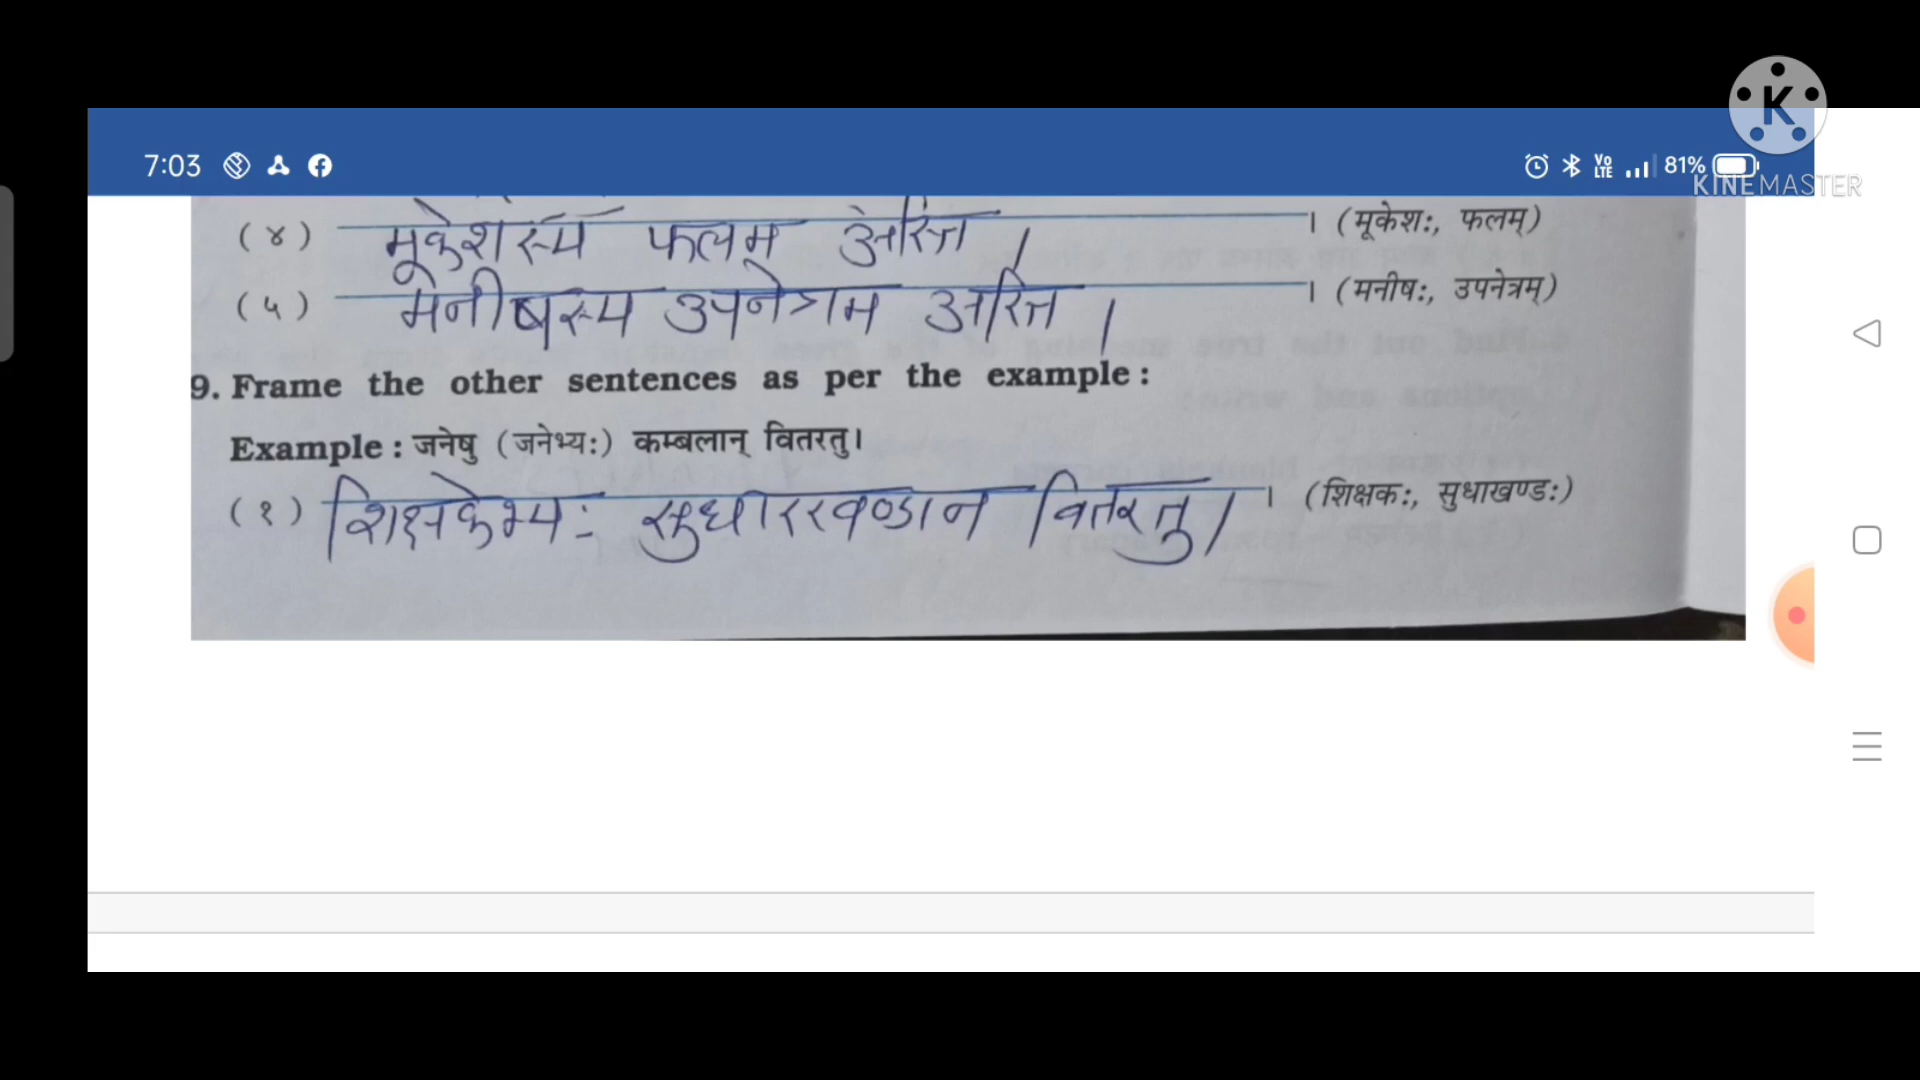 7:03 Vo LTE 81%
K
KINEMASTER
(४) मूकेशस्य फलम् अस्ति । । (मूकेशः, फलम्)
(५) मनीषस्य उपनेत्रम अस्ति । । (मनीषः, उपनेत्रम्)
9. Frame the other sentences as per the example :
Example : जनेषु (जनेभ्यः) कम्बलान् वितरतु।
(१) शिक्षकेभ्यः वितरतु। । (शिक्षकः, सुधाखण्डः)